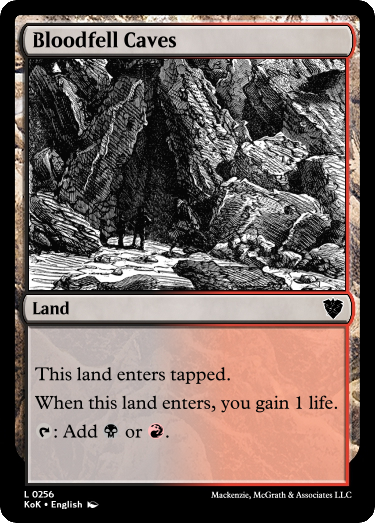 Bloodfell Caves
Land
This land enters tapped.
When this land enters, you gain 1 life.
: Add or .
L 0256
KoK • English
Mackenzie, McGrath & Associates LLC